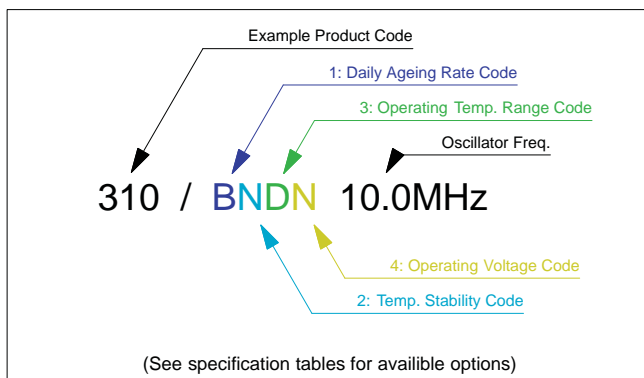 Example Product Code
1: Daily Ageing Rate Code
3: Operating Temp. Range Code
Oscillator Freq.
310 / BNDN 10.0MHz
4: Operating Voltage Code
2: Temp. Stability Code
(See specification tables for availible options)